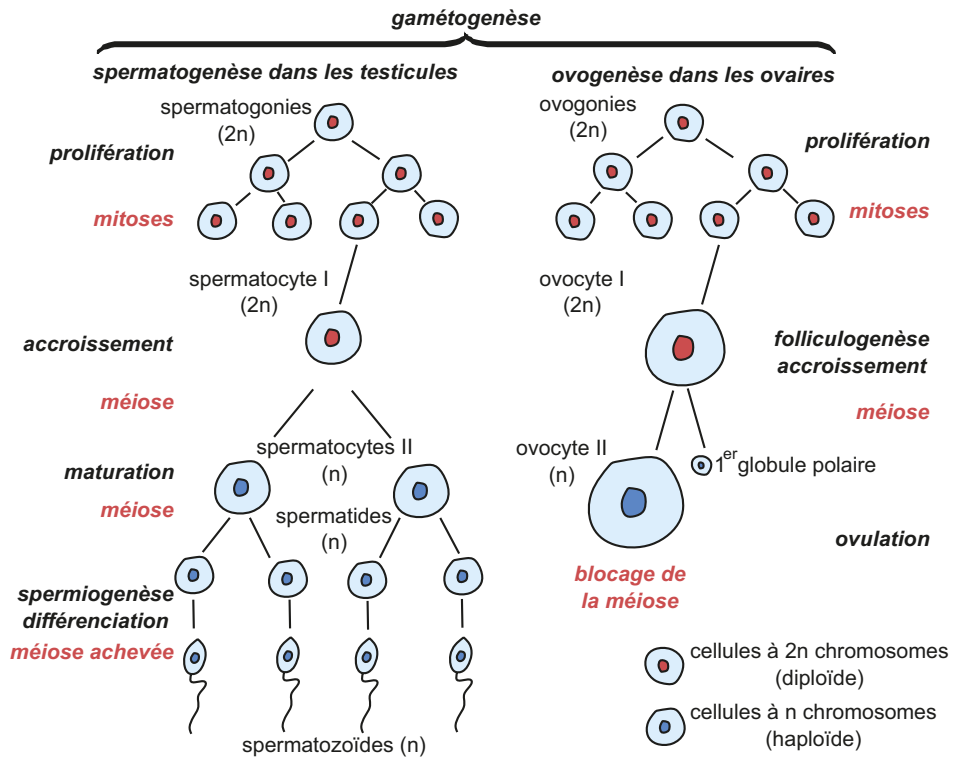 gamétogenèse
spermatogenèse dans les testicules
ovogenèse dans les ovaires
spermatogonies
(2n)
prolifération
mitoses
spermatocyte I
(2n)
accroissement
méiose
spermatocytes II
(n)
maturation
méiose
spermatides
(n)
spermiogenèse
différenciation
méiose achevée
spermatozoïdes (n)
ovogonies
(2n)
prolifération
mitoses
ovocyte I
(2n)
folliculogenèse
accroissement
méiose
ovocyte II
(n)
1er globule polaire
ovulation
blocage de
la méiose
cellules à 2n chromosomes
(diploïde)
cellules à n chromosomes
(haploïde)